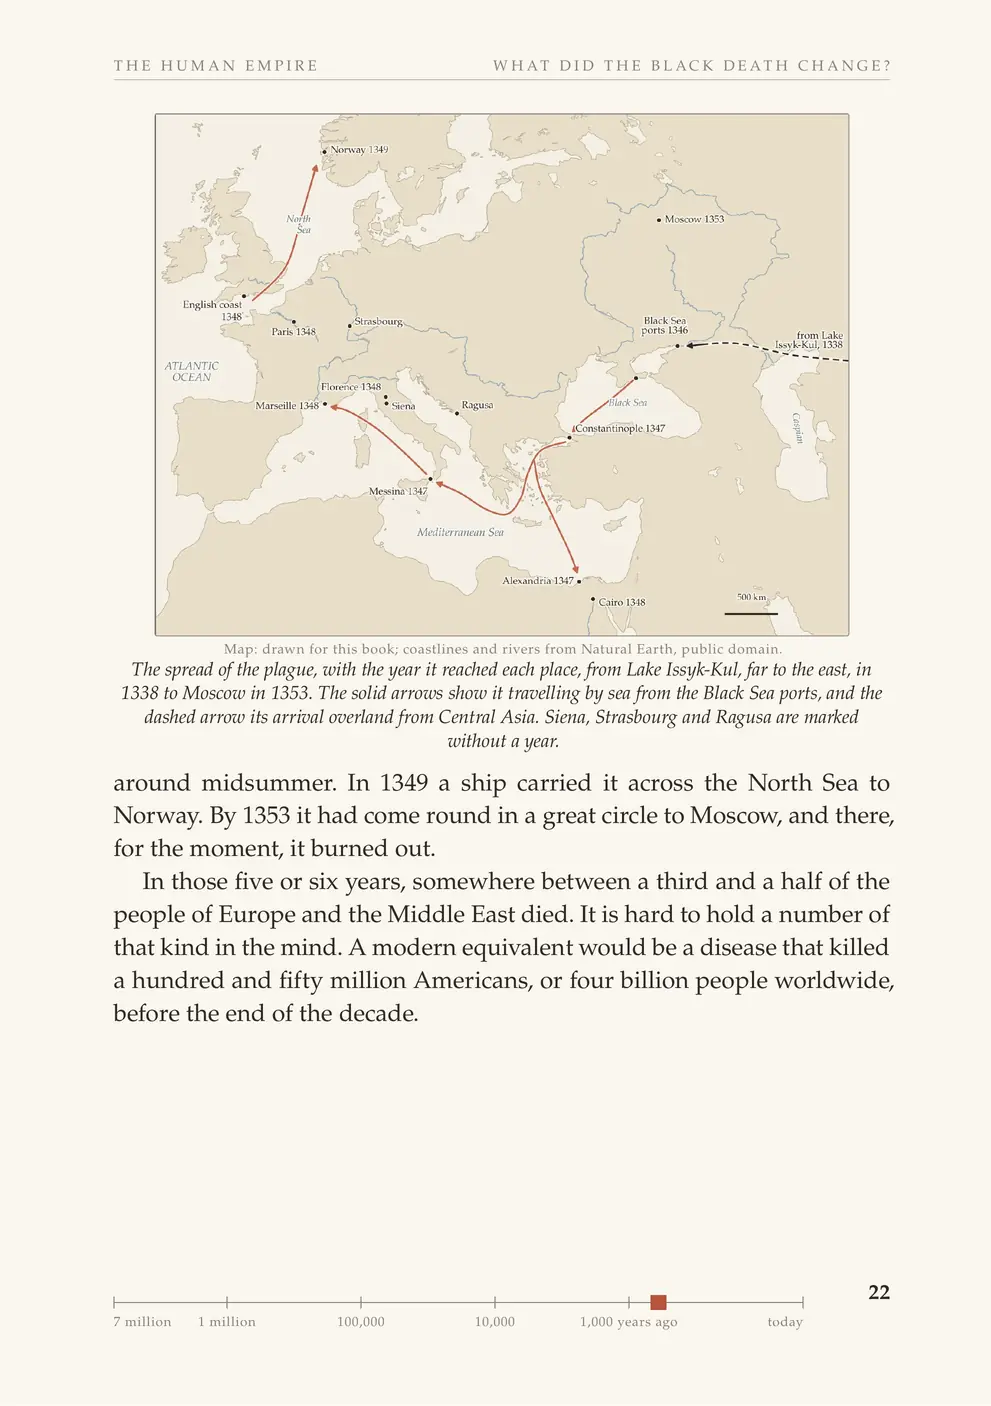 THE HUMAN EMPIRE
WHAT DID THE BLACK DEATH CHANGE?
Norway 1349
North
Sea
Moscow 1353
English coast
1348
Paris 1348
Strasbourg
Black Sea
ports 1346
from Lake
Issyk-Kul, 1338
ATLANTIC
OCEAN
Florence 1348
Marseille 1348
Siena
Ragusa
Black Sea
Caspian
Constantinople 1347
Messina 1347
Mediterranean Sea
Alexandria 1347
Cairo 1348
500 km
Map: drawn for this book; coastlines and rivers from Natural Earth, public domain.
The spread of the plague, with the year it reached each place, from Lake Issyk-Kul, far to the east, in
1338 to Moscow in 1353. The solid arrows show it travelling by sea from the Black Sea ports, and the
dashed arrow its arrival overland from Central Asia. Siena, Strasbourg and Ragusa are marked
without a year.
around midsummer. In 1349 a ship carried it across the North Sea to
Norway. By 1353 it had come round in a great circle to Moscow, and there,
for the moment, it burned out.
In those five or six years, somewhere between a third and a half of the
people of Europe and the Middle East died. It is hard to hold a number of
that kind in the mind. A modern equivalent would be a disease that killed
a hundred and fifty million Americans, or four billion people worldwide,
before the end of the decade.
22
7 million
1 million
100,000
10,000
1,000 years ago
today